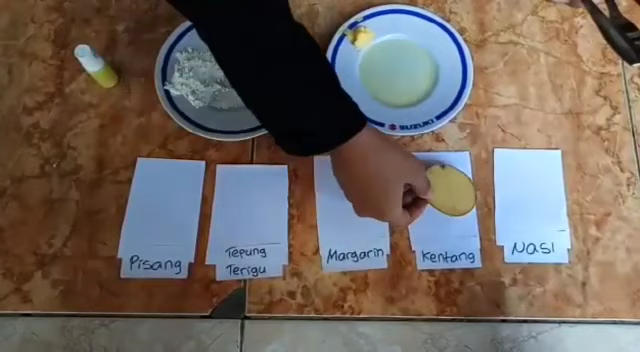 SUZUKI
Pisang
Tepung
Terigu
Margarin
Kentang
Nasi